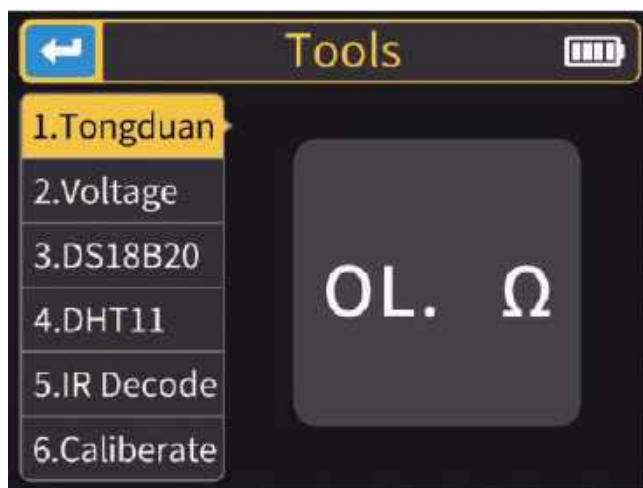 Tools
1.Tongduan
2.Voltage
3.DS18B20
4.DHT11
5.IR Decode
6.Caliberate
OL. Ω